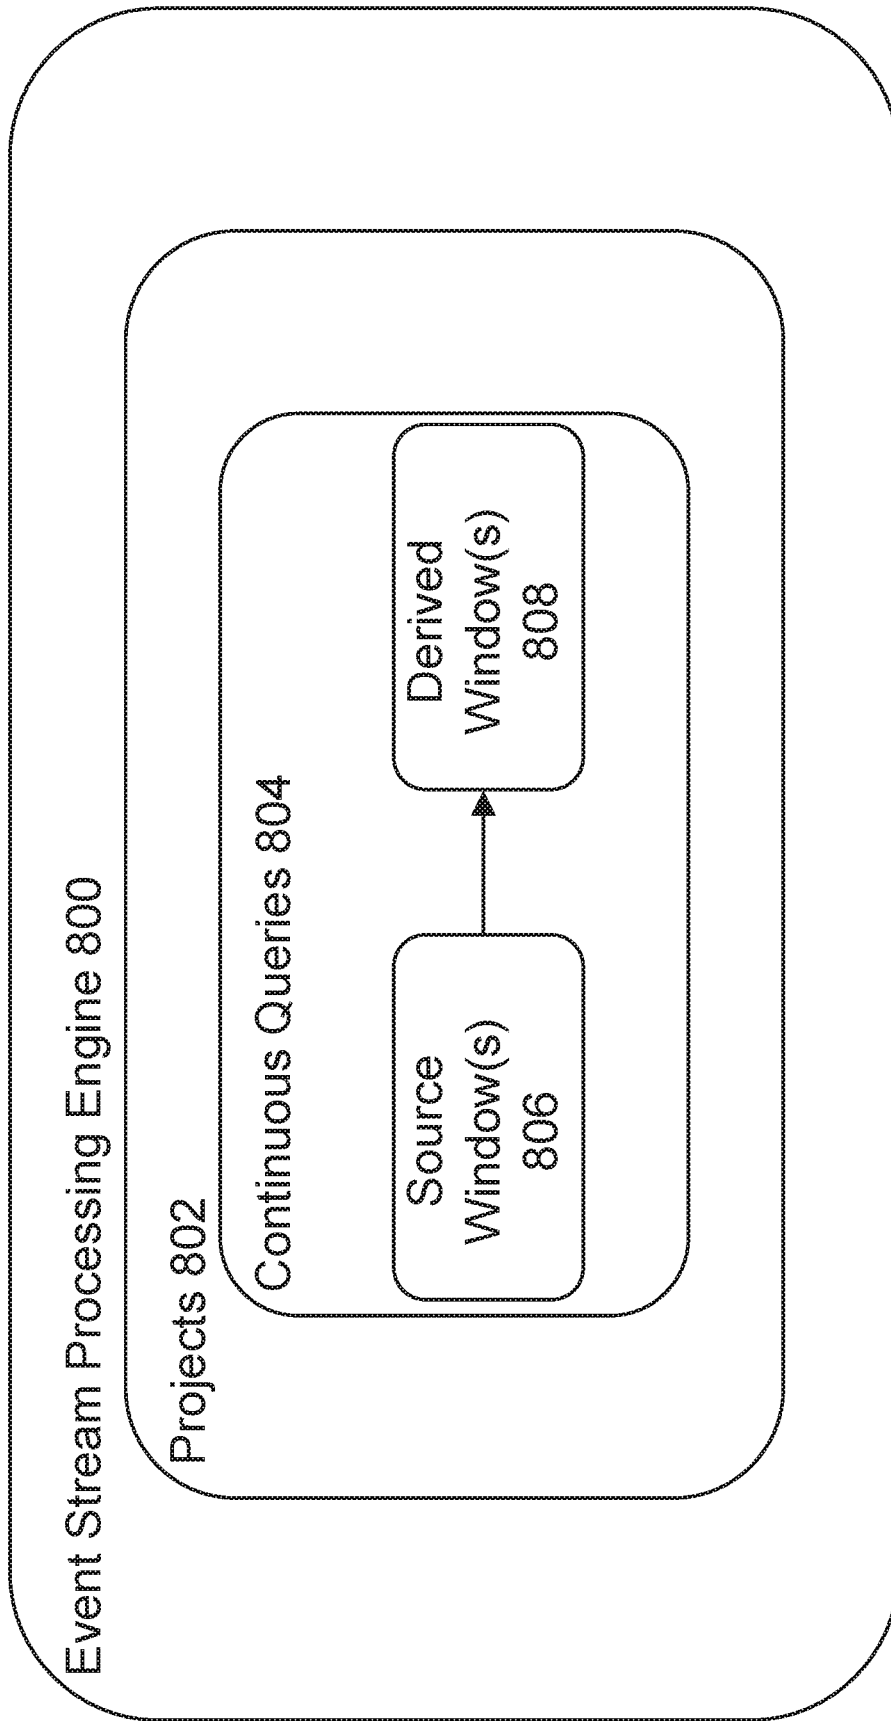 Event Stream Processing Engine 800
Projects 802
Continuous Queries 804
Source
Window(s)
806
Derived
Window(s)
808